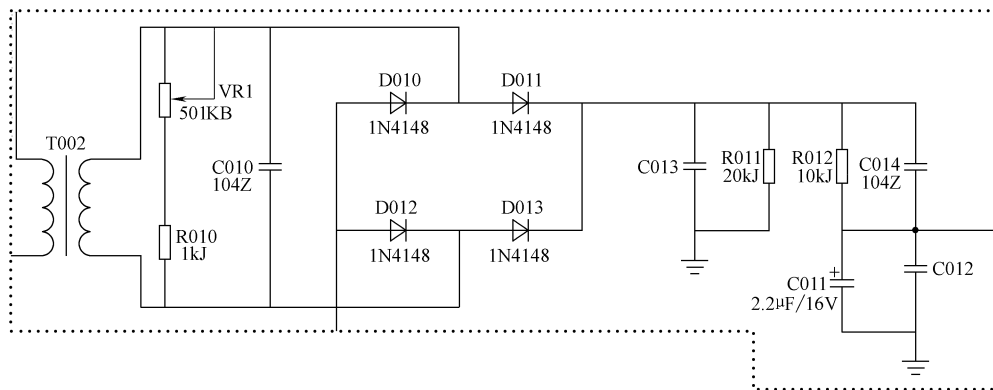 D010
D011
VR1
501KB
1N4148
1N4148
T002
C010
104Z
C013
R011
20kJ
R012
10kJ
C014
104Z
D012
D013
R010
1kJ
1N4148
1N4148
C011
2.2μF/16V
+
C012